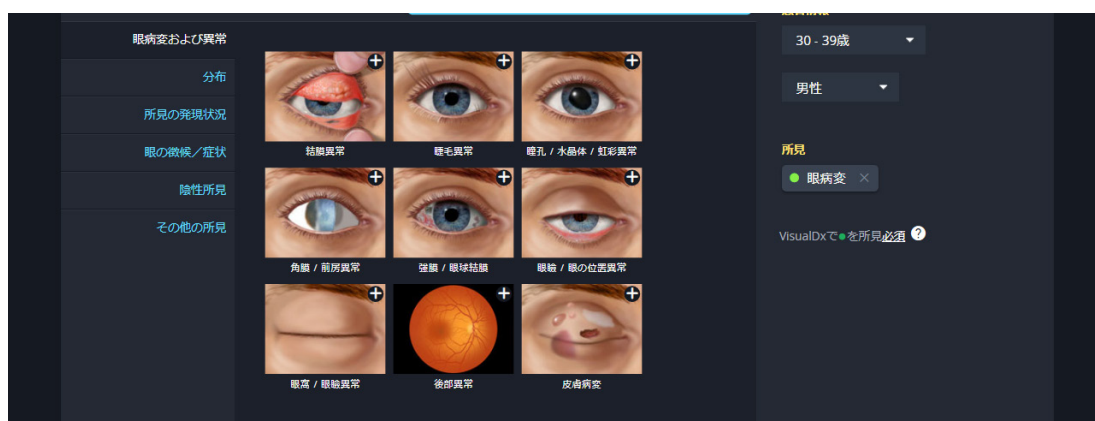 眼病変および異常
分布
所見の発現状況
眼の徴候／症状
陰性所見
その他の所見
結膜異常
睫毛異常
瞳孔 / 水晶体 / 虹彩異常
角膜 / 前房異常
強膜 / 眼球結膜
眼瞼 / 眼の位置異常
眼窩 / 眼瞼異常
後部異常
皮膚病変
30 - 39歳
男性
所見
眼病変
VisualDxで●を所見必須 ?